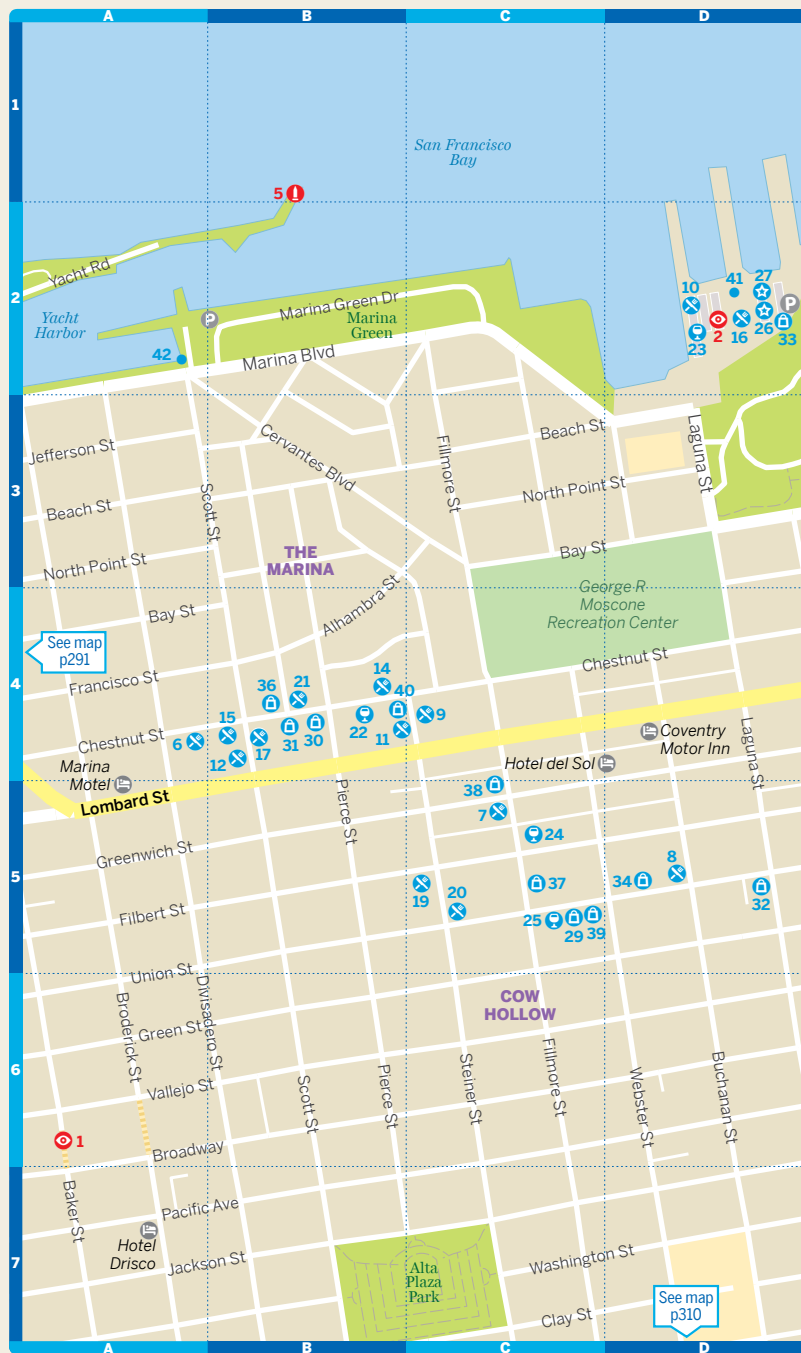 A B C D
1
San Francisco
Bay
5
2
Yacht Rd
Yacht
Harbor
P
Marina Green Dr
Marina
Green
Marina Blvd
42
10
41
27
P
23
2
16
26
33
3
Jefferson St
Beach St
North Point St
Scott St
Cervantes Blvd
Fillmore St
Beach St
North Point St
Laguna St
Bay St
THE
MARINA
4
See map
p291
Bay St
Alhambra St
George R
Moscone
Recreation Center
Chestnut St
Francisco St
36
21
14
40
9
Chestnut St
6
15
12
17
31
30
22
11
Coventry
Motor Inn
Hotel del Sol
Laguna St
Marina
Motel
Lombard St
5
38
7
24
Pierce St
Greenwich St
19
20
37
34
8
32
Filbert St
25
29
39
Union St
6
COW
HOLLOW
Broderick St
Divisadero St
Green St
Vallejo St
Scott St
Pierce St
Steiner St
Fillmore St
Webster St
Buchanan St
1
Broadway
7
Baker St
Pacific Ave
Hotel
Drisco
Jackson St
Alta
Plaza
Park
Washington St
Clay St
See map
p310
A B C D